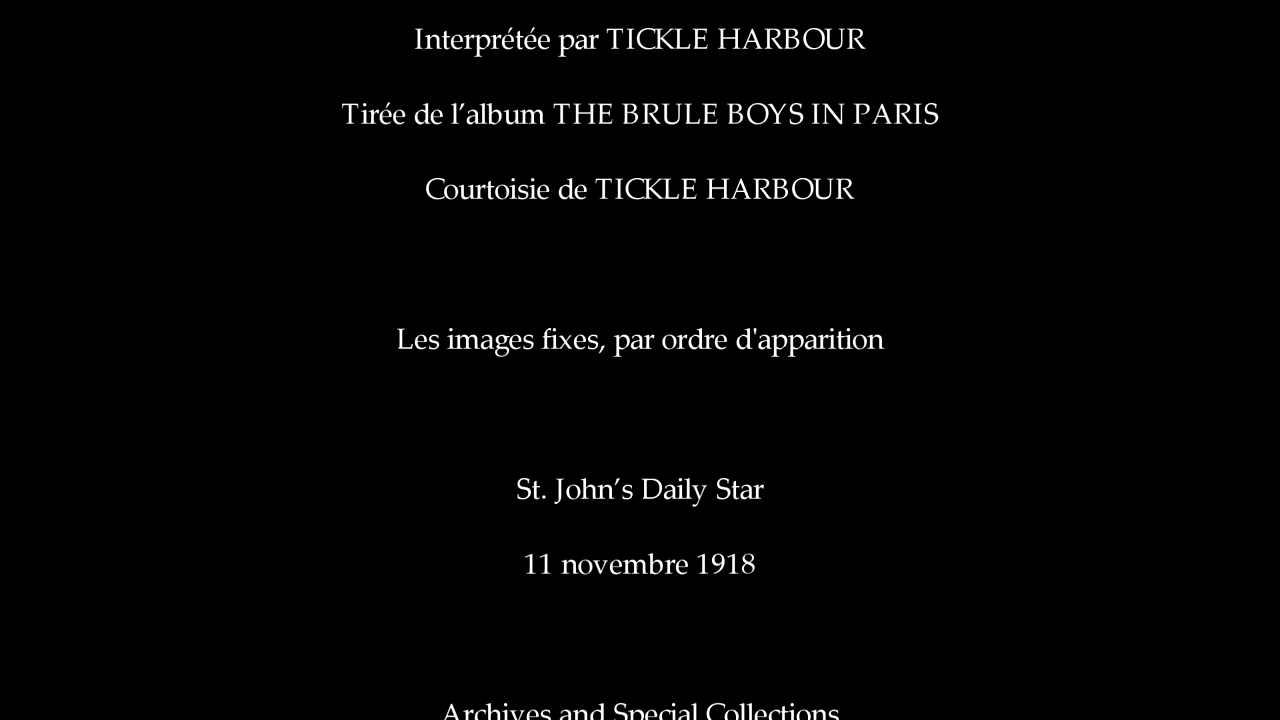 Interprétée par TICKLE HARBOUR
Tirée de l’album THE BRULE BOYS IN PARIS
Courtoisie de TICKLE HARBOUR
Les images fixes, par ordre d'apparition
St. John’s Daily Star
11 novembre 1918
Archives and Special Collections